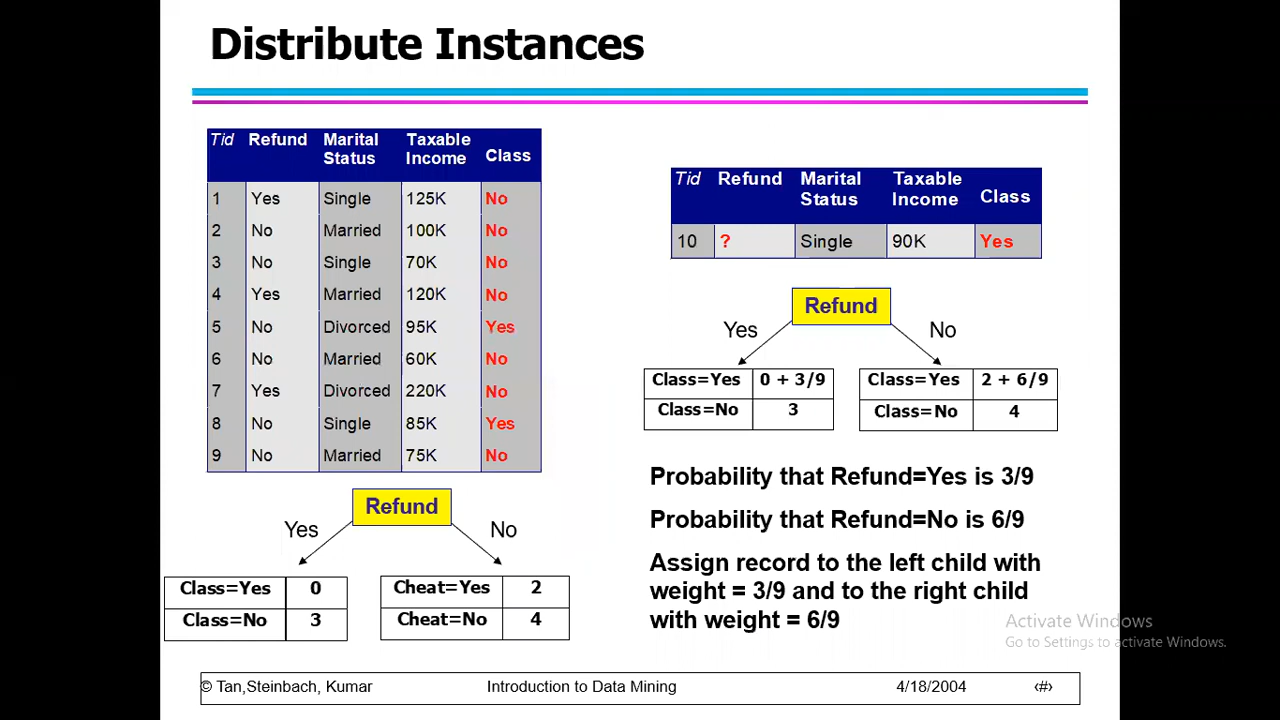 Distribute Instances
Tid Refund Marital Status Taxable Income Class
1 Yes Single 125K No
2 No Married 100K No
3 No Single 70K No
4 Yes Married 120K No
5 No Divorced 95K Yes
6 No Married 60K No
7 Yes Divorced 220K No
8 No Single 85K Yes
9 No Married 75K No
Refund
Yes No
Class=Yes 0
Class=No 3
Cheat=Yes 2
Cheat=No 4
Tid Refund Marital Status Taxable Income Class
10 ? Single 90K Yes
Refund
Yes No
Class=Yes 0 + 3/9
Class=No 3
Class=Yes 2 + 6/9
Class=No 4
Probability that Refund=Yes is 3/9
Probability that Refund=No is 6/9
Assign record to the left child with
weight = 3/9 and to the right child
with weight = 6/9
Activate Windows
Go to Settings to activate Windows.
© Tan,Steinbach, Kumar Introduction to Data Mining 4/18/2004 ‹#›